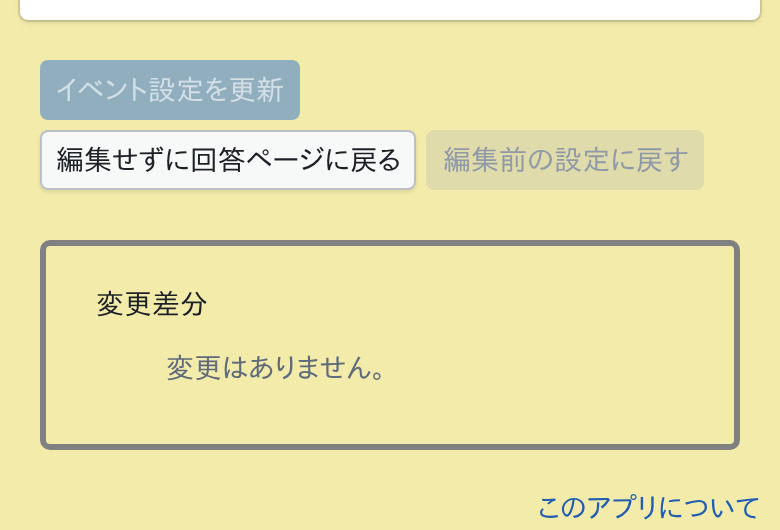 イベント設定を更新
編集せずに回答ページに戻る
編集前の設定に戻す
変更差分
変更はありません。
このアプリについて